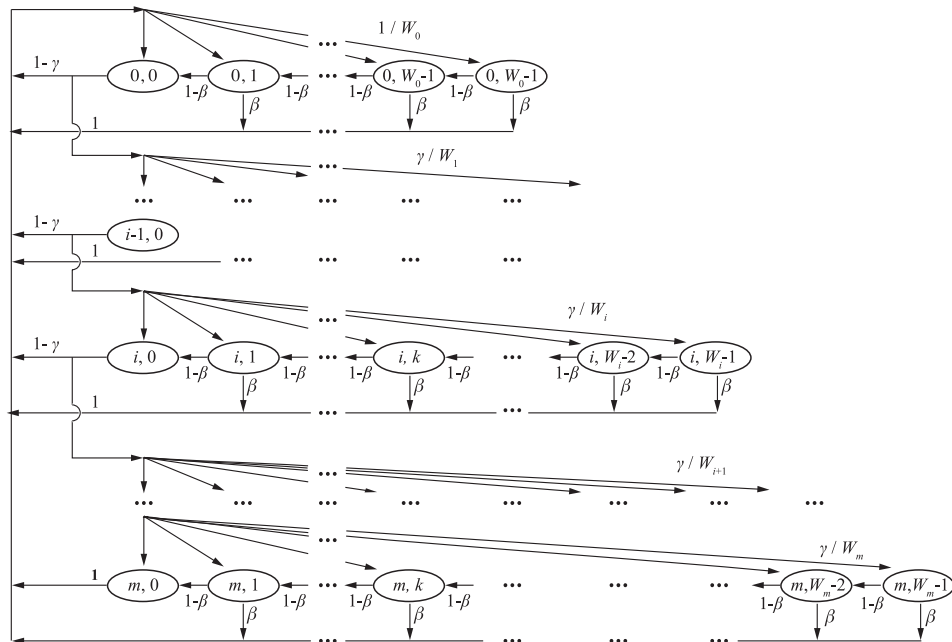 1 / W₀
...
1-γ
0, 0 0, 1 ... 0, W₀-1 0, W₀-1
1-β 1-β 1-β 1-β
β β β
1 ...
... γ / W₁
... ... ... ... ...
1- γ
i-1, 0
1
... ... ... ...
γ / Wᵢ
...
1-γ
i, 0 i, 1 ... i, k ... i, Wᵢ-2 i, Wᵢ-1
1-β 1-β 1-β 1-β 1-β 1-β
β β β β
1 ... ...
... γ / Wᵢ₊₁
... ... ... ... ... ... ... ...
... γ / Wₘ
1
m, 0 m, 1 ... m, k ... ... ... m,Wₘ-2 m,Wₘ-1
1-β 1-β 1-β 1-β 1-β 1-β
β β β β
... ... ... ...